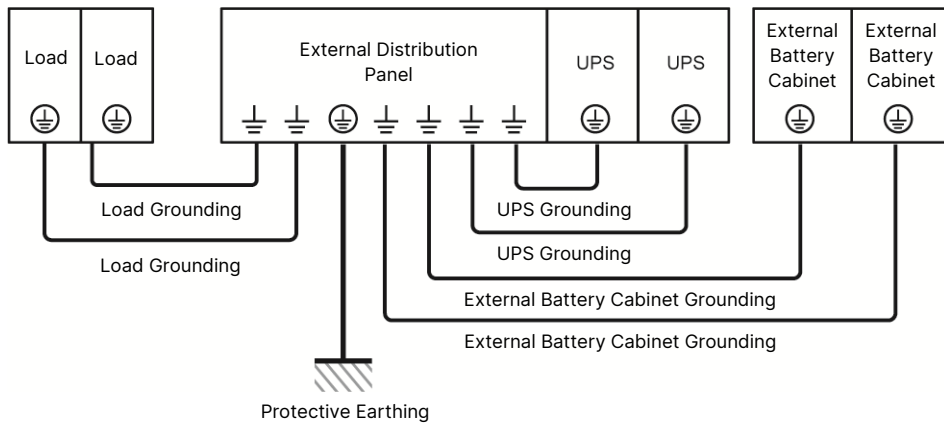 Load
Load
External Distribution
Panel
UPS
UPS
External
Battery
Cabinet
External
Battery
Cabinet
Load Grounding
UPS Grounding
Load Grounding
UPS Grounding
External Battery Cabinet Grounding
External Battery Cabinet Grounding
Protective Earthing